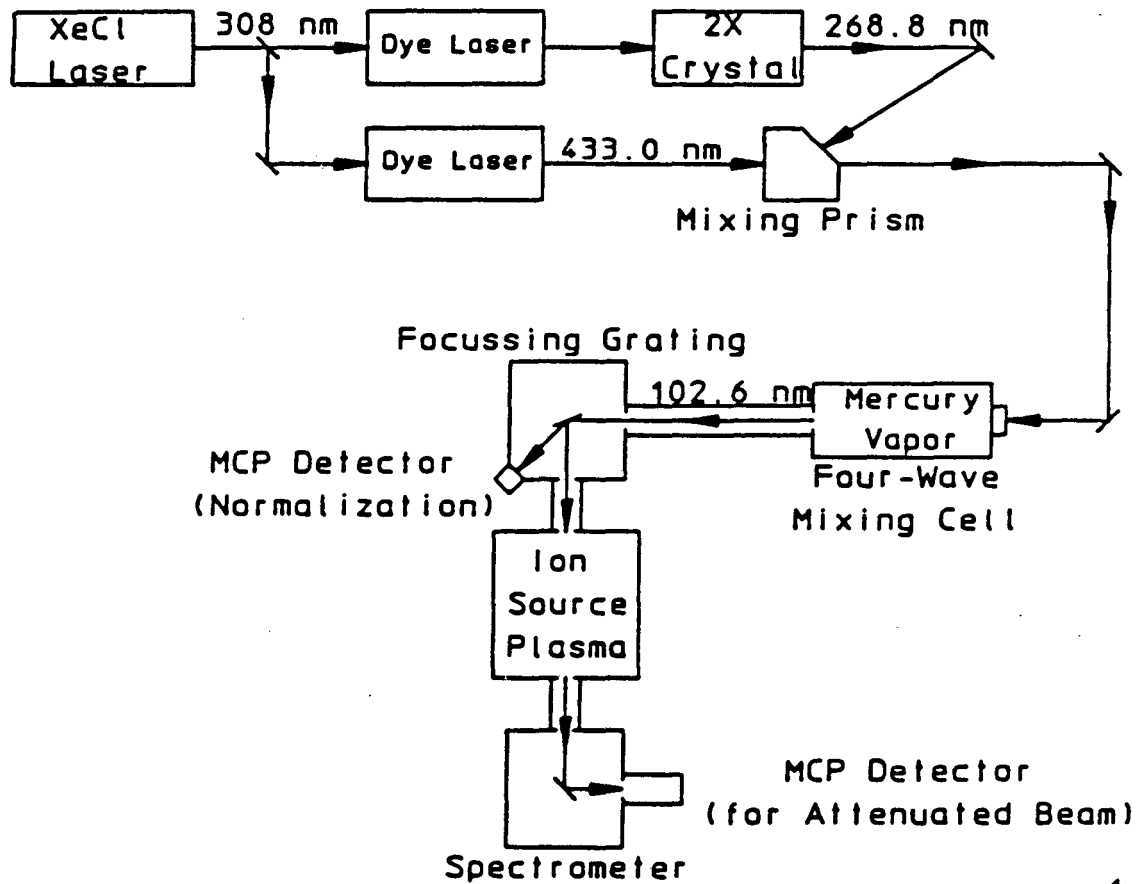 XeCl
Laser
308 nm
Dye Laser
2X
Crystal
268.8 nm
Dye Laser
433.0 nm
Mixing Prism
Focussing Grating
102.6 nm
Mercury
Vapor
Four-Wave
Mixing Cell
MCP Detector
(Normalization)
Ion
Source
Plasma
MCP Detector
(for Attenuated Beam)
Spectrometer